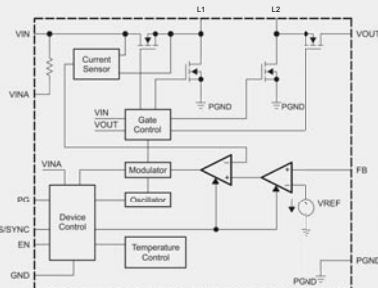 L1 L2
VIN
VOUT
Current
Sensor
VINA
PGND
PGND
VIN
VOUT
Gate
Control
VINA
Modulator
FB
PG
Oscillator
VREF
Device
Control
S/SYNC
EN
Temperature
Control
GND
PGND
PGND